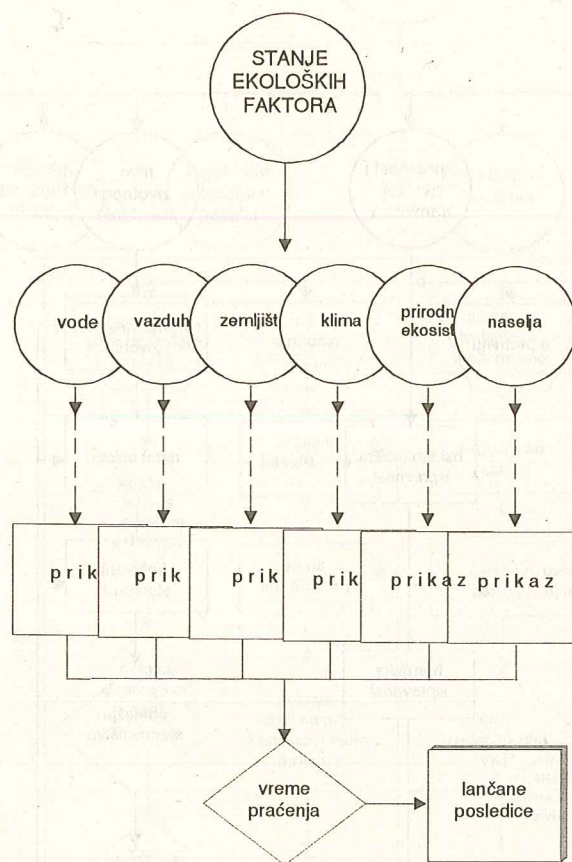 STANJE
EKOLOŠKIH
FAKTORA
vode vazduh zemljišt klima prirodn naselja
ekosist
prik prik prik prik prikaz prikaz
vreme
praćenja
lančane
posledice